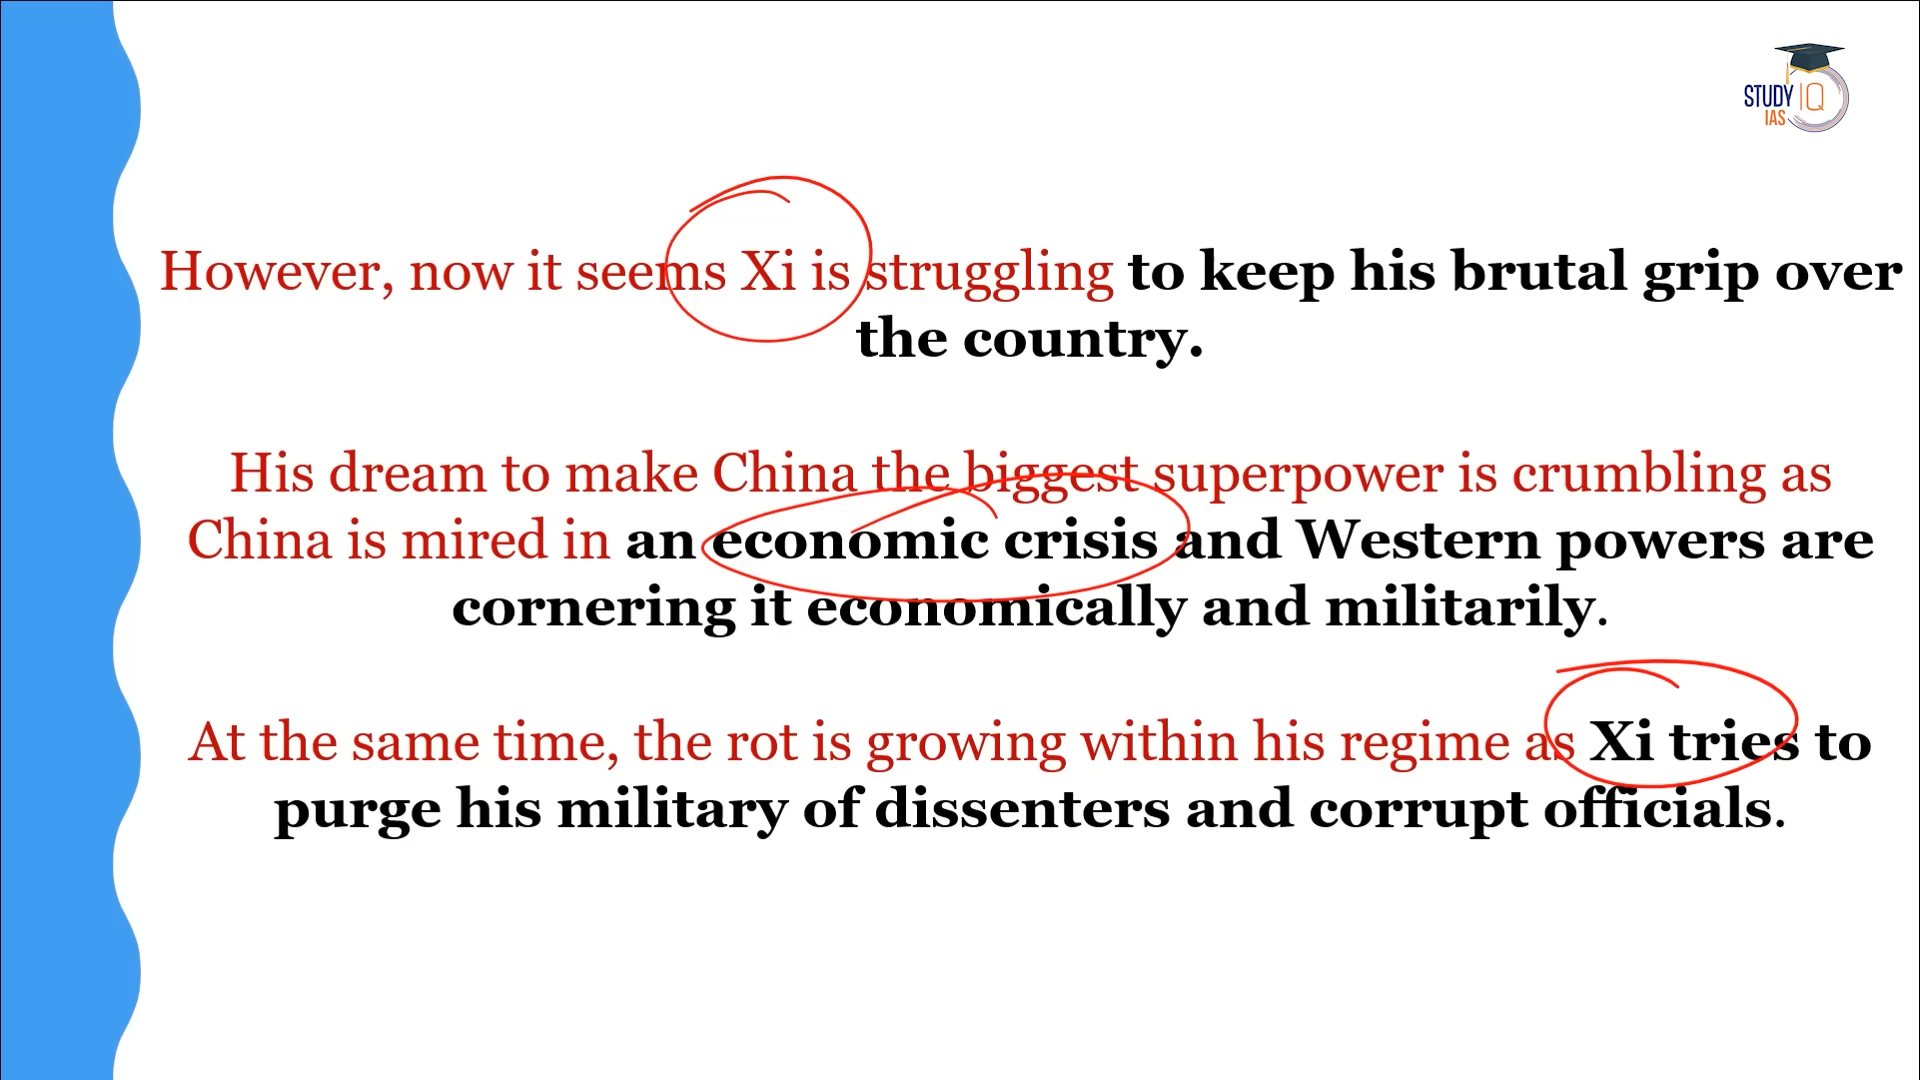 STUDY IQ
IAS
However, now it seems Xi is struggling to keep his brutal grip over
the country.
His dream to make China the biggest superpower is crumbling as
China is mired in an economic crisis and Western powers are
cornering it economically and militarily.
At the same time, the rot is growing within his regime as Xi tries to
purge his military of dissenters and corrupt officials.